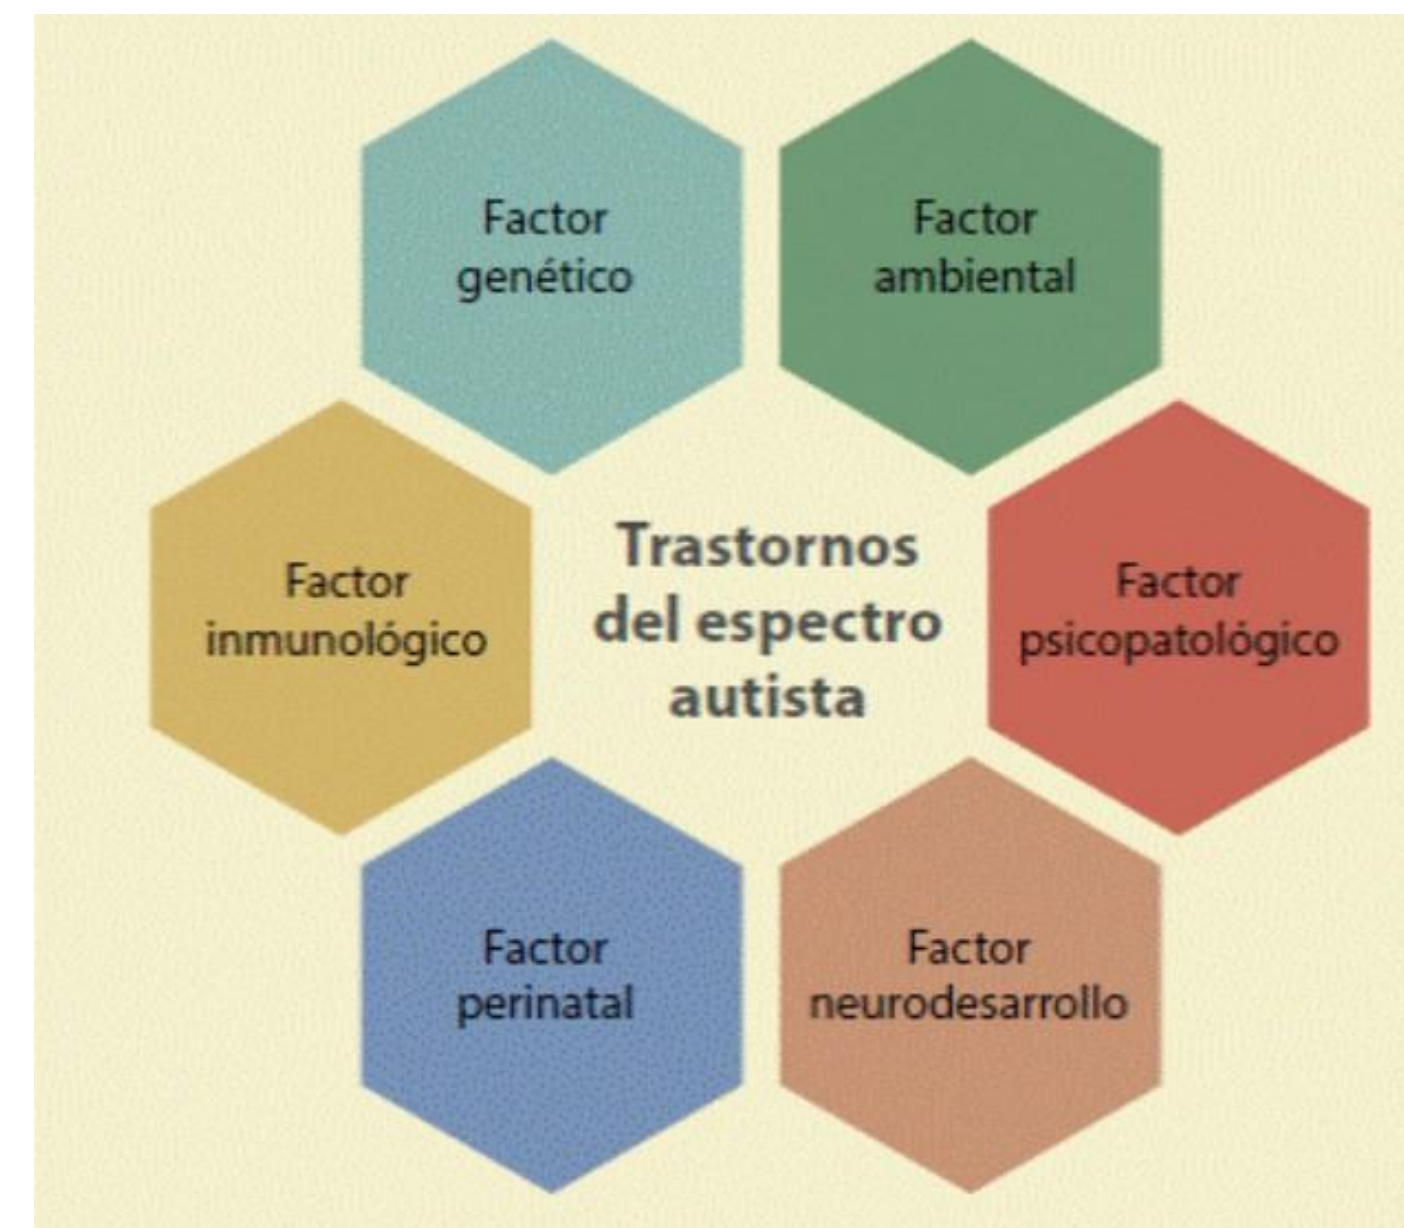 Factor
genético
Factor
ambiental
Factor
inmunológico
Trastornos
del espectro
autista
Factor
psicopatológico
Factor
perinatal
Factor
neurodesarrollo